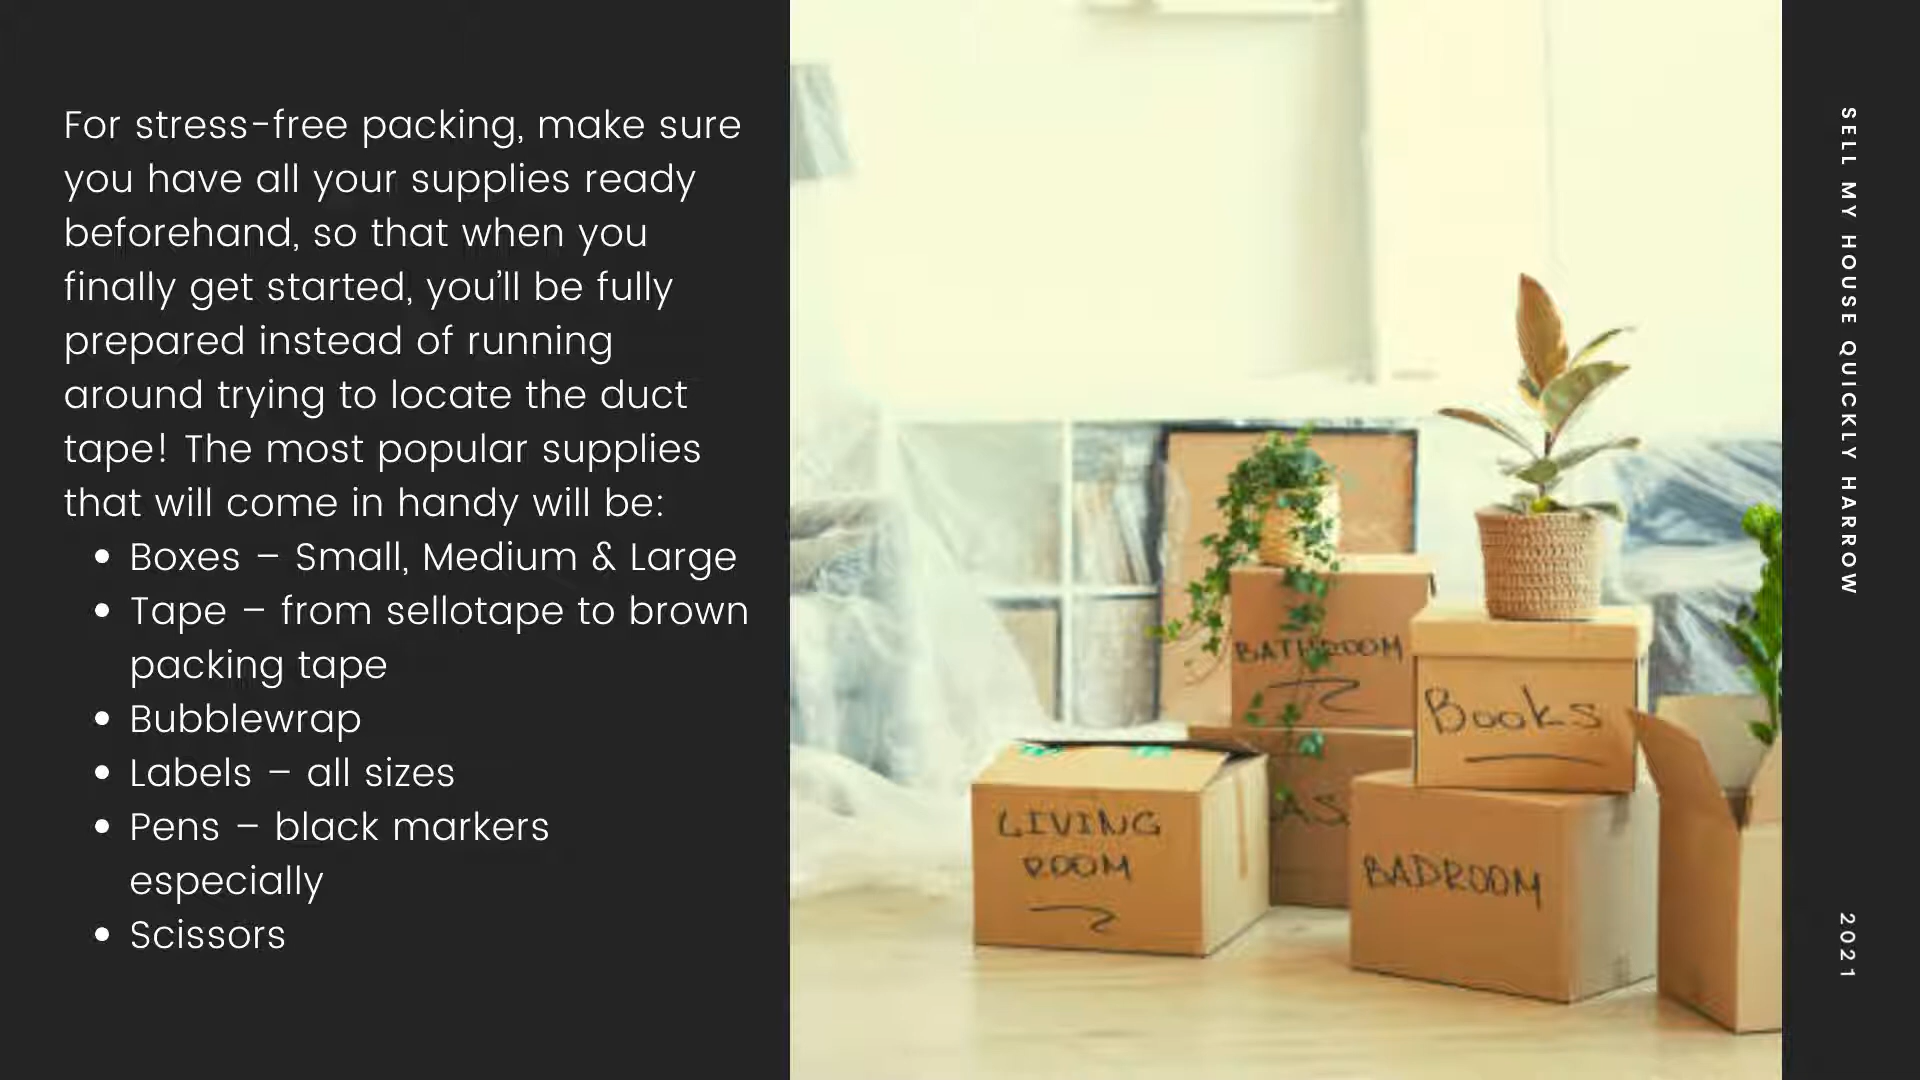 For stress-free packing, make sure
you have all your supplies ready
beforehand, so that when you
finally get started, you’ll be fully
prepared instead of running
around trying to locate the duct
tape! The most popular supplies
that will come in handy will be:
• Boxes – Small, Medium & Large
• Tape – from sellotape to brown
packing tape
• Bubblewrap
• Labels – all sizes
• Pens – black markers
especially
• Scissors
BATHROOM
Books
LIVING
ROOM
BADROOM
SELL MY HOUSE QUICKLY HARROW
2021